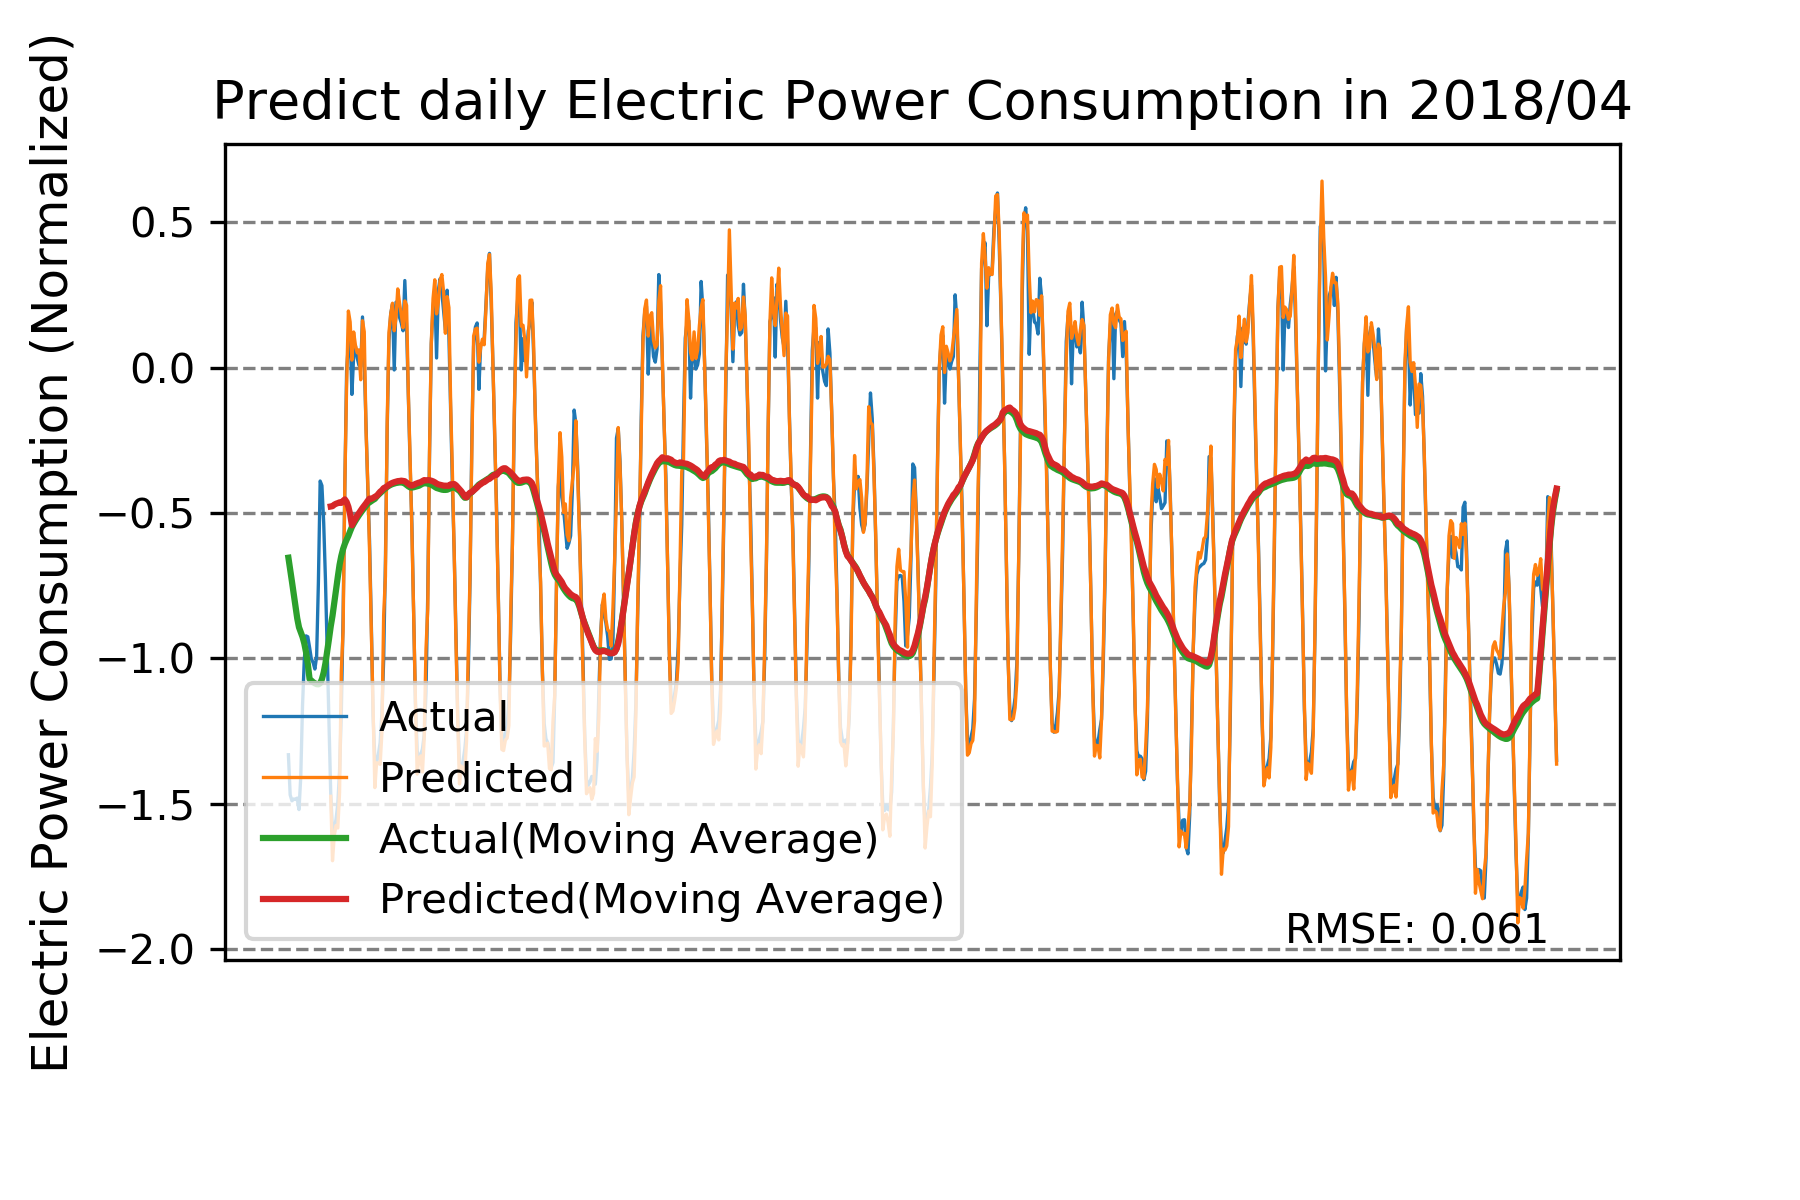 Predict daily Electric Power Consumption in 2018/04
Electric Power Consumption (Normalized)
0.5
0.0
−0.5
−1.0
−1.5
−2.0
Actual
Predicted
Actual(Moving Average)
Predicted(Moving Average)
RMSE: 0.061